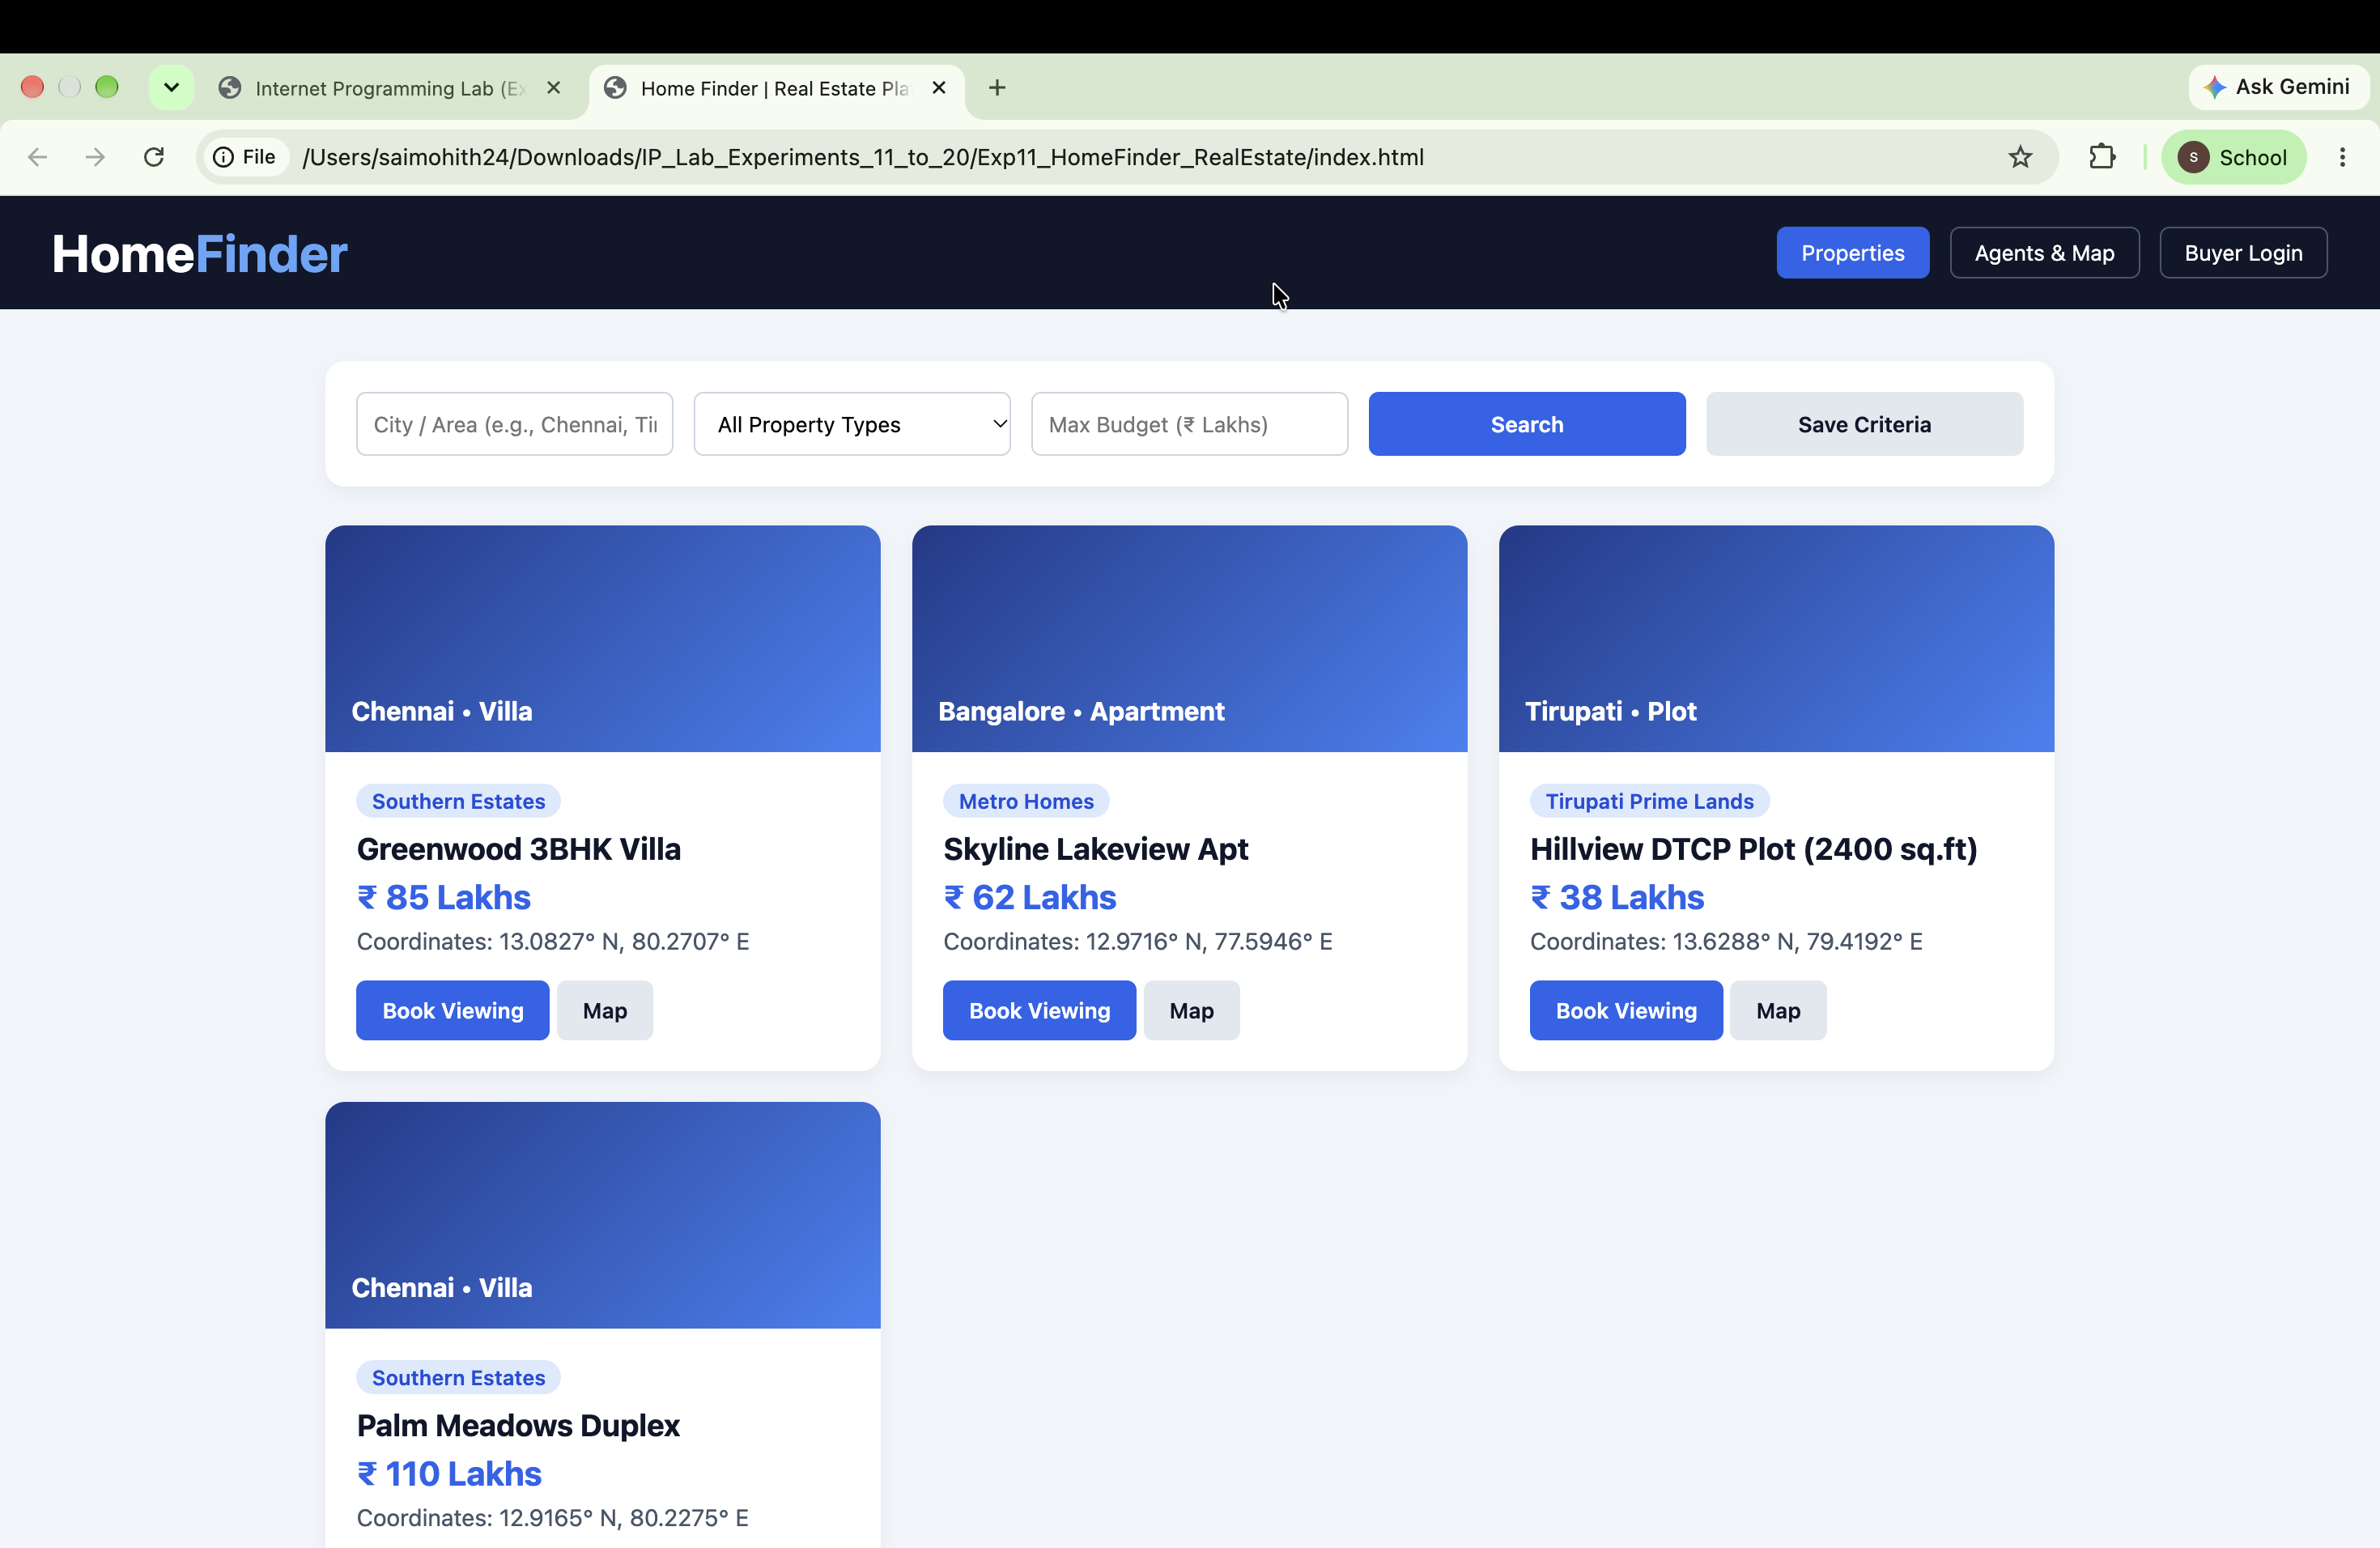 Internet Programming Lab (Ex
Home Finder | Real Estate Pla
Ask Gemini
File
/Users/saimohith24/Downloads/IP_Lab_Experiments_11_to_20/Exp11_HomeFinder_RealEstate/index.html
S
School
HomeFinder
Properties
Agents & Map
Buyer Login
City / Area (e.g., Chennai, Ti
All Property Types
Max Budget (₹ Lakhs)
Search
Save Criteria
Chennai • Villa
Southern Estates
Greenwood 3BHK Villa
₹ 85 Lakhs
Coordinates: 13.0827° N, 80.2707° E
Book Viewing
Map
Bangalore • Apartment
Metro Homes
Skyline Lakeview Apt
₹ 62 Lakhs
Coordinates: 12.9716° N, 77.5946° E
Book Viewing
Map
Tirupati • Plot
Tirupati Prime Lands
Hillview DTCP Plot (2400 sq.ft)
₹ 38 Lakhs
Coordinates: 13.6288° N, 79.4192° E
Book Viewing
Map
Chennai • Villa
Southern Estates
Palm Meadows Duplex
₹ 110 Lakhs
Coordinates: 12.9165° N, 80.2275° E